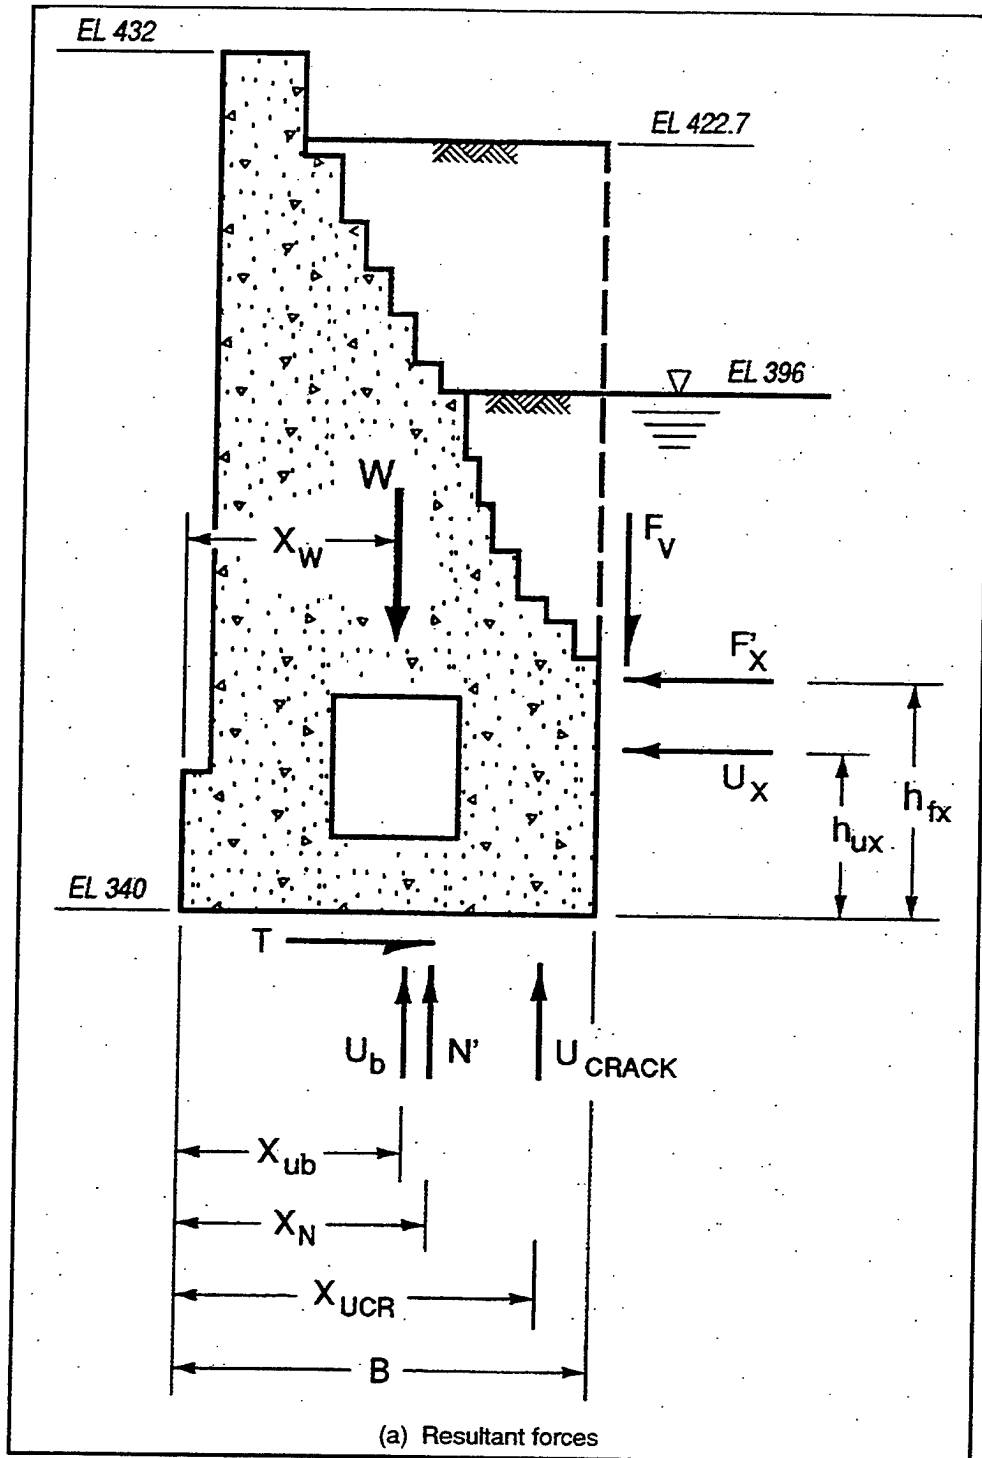 EL 432
EL 422.7
EL 396
W
X_W
F_V
F'_X
U_X
h_fx
h_ux
EL 340
T
U_b
N'
U_CRACK
X_ub
X_N
X_UCR
B
(a) Resultant forces